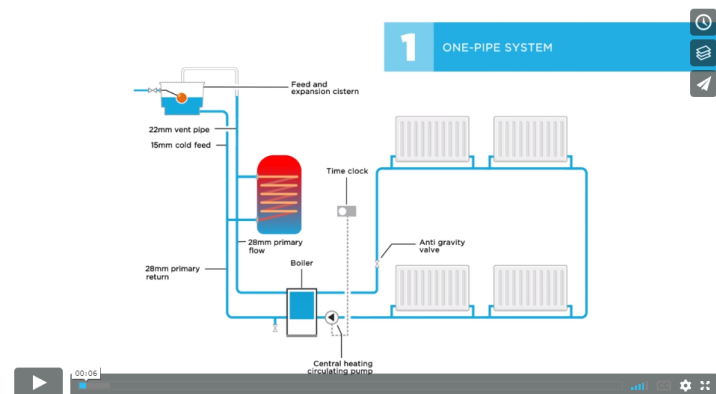 1
ONE-PIPE SYSTEM
Feed and
expansion cistern
22mm vent pipe
15mm cold feed
Time clock
28mm primary
flow
Anti gravity
valve
Boiler
28mm primary
return
Central heating
circulating pump
00:06